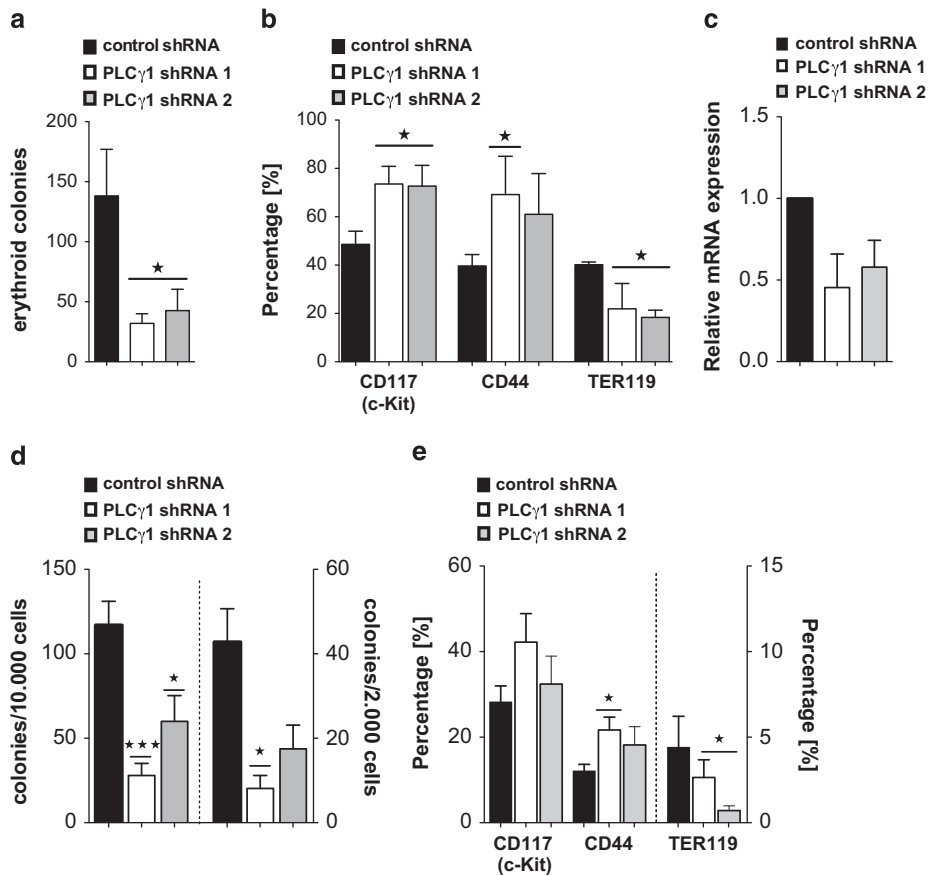 a
control shRNA
PLCγ1 shRNA 1
PLCγ1 shRNA 2
erythroid colonies
200
150
100
50
0
b
control shRNA
PLCγ1 shRNA 1
PLCγ1 shRNA 2
Percentage [%]
100
80
60
40
20
0
CD117
(c-Kit)
CD44
TER119
c
control shRNA
PLCγ1 shRNA 1
PLCγ1 shRNA 2
Relative mRNA expression
1.5
1.0
0.5
0.0
d
control shRNA
PLCγ1 shRNA 1
PLCγ1 shRNA 2
colonies/10.000 cells
150
100
50
0
60
40
20
0
colonies/2.000 cells
e
control shRNA
PLCγ1 shRNA 1
PLCγ1 shRNA 2
Percentage [%]
60
40
20
0
15
10
5
0
Percentage [%]
CD117
(c-Kit)
CD44
TER119